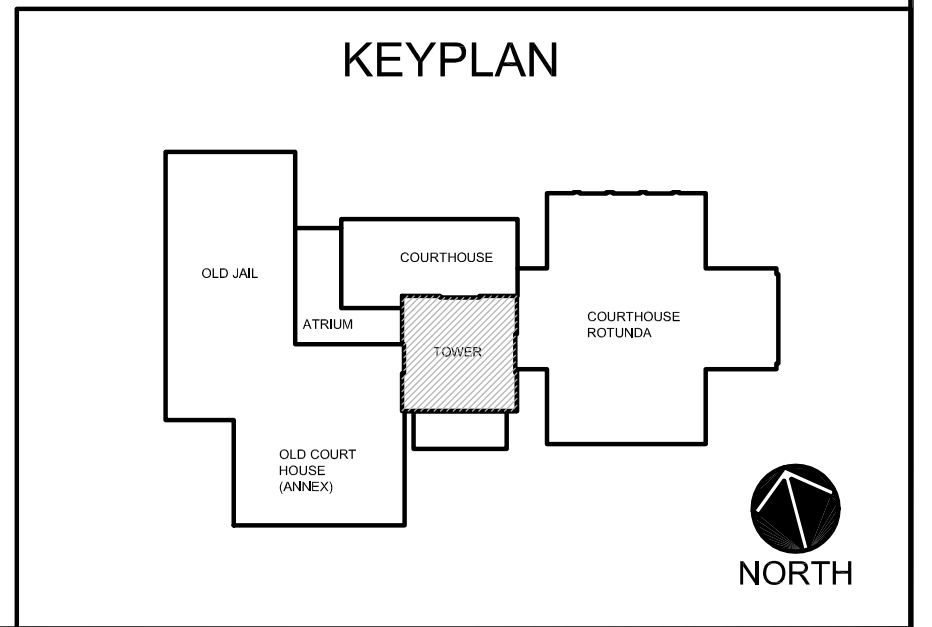 KEYPLAN
OLD JAIL
COURTHOUSE
ATRIUM
TOWER
COURTHOUSE
ROTUNDA
OLD COURT
HOUSE
(ANNEX)
NORTH